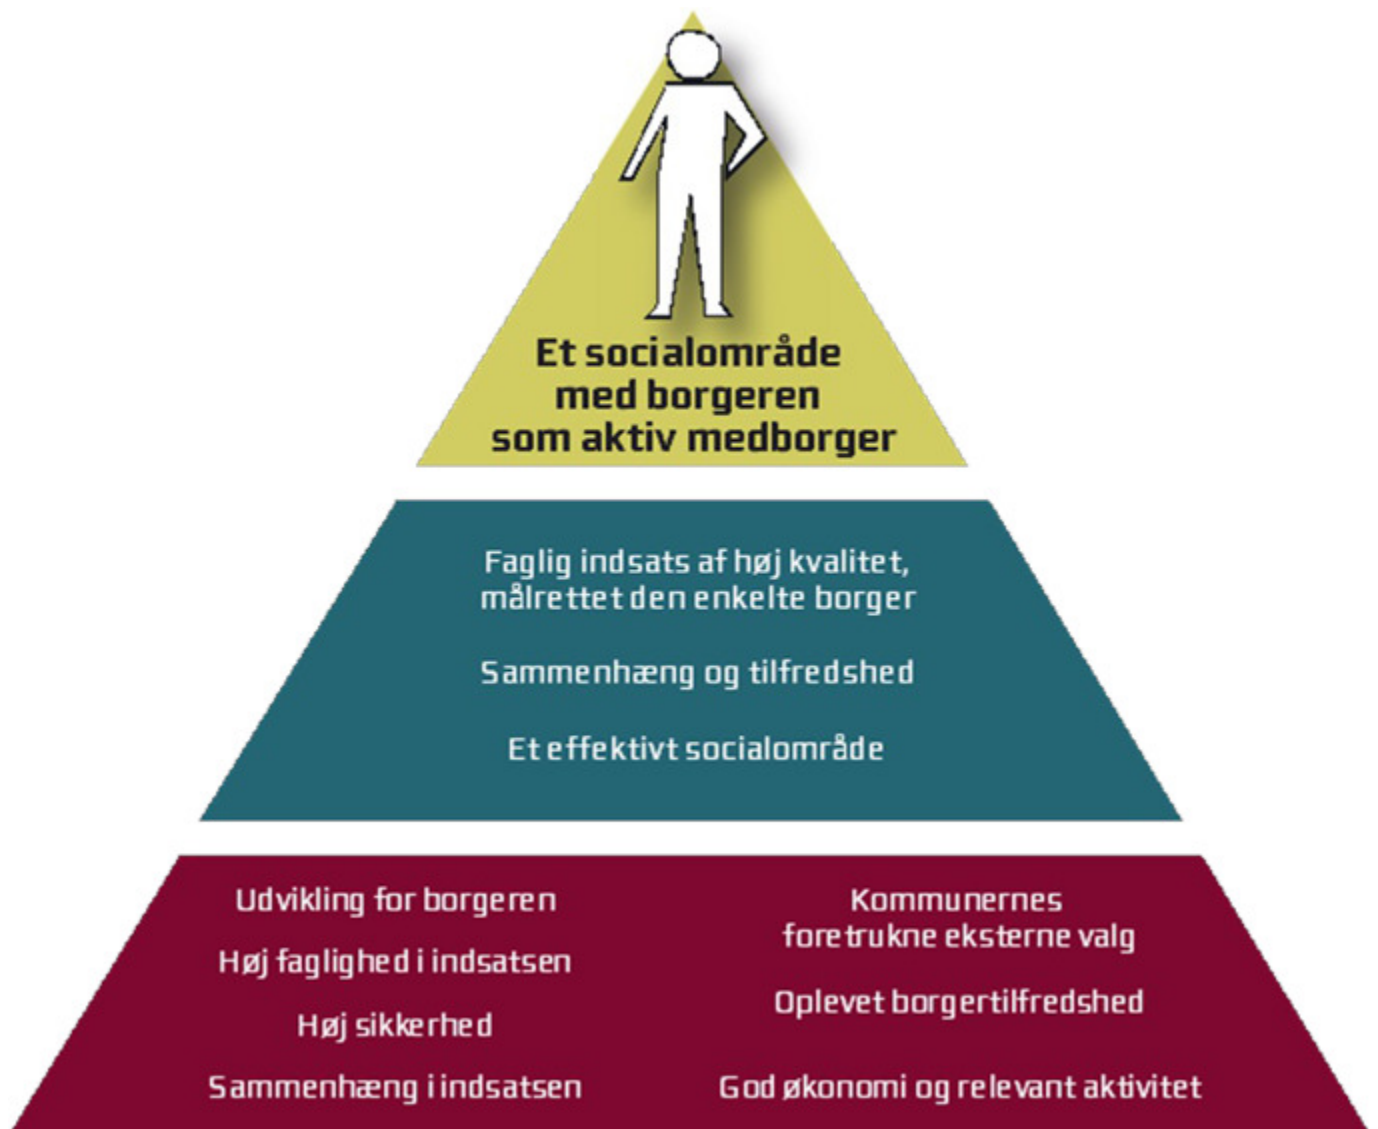 Et socialområde
med borgeren
som aktiv medborger
Faglig indsats af høj kvalitet,
målrettet den enkelte borger
Sammenhæng og tilfredshed
Et effektivt socialområde
Udvikling for borgeren
Høj faglighed i indsatsen
Høj sikkerhed
Sammenhæng i indsatsen
Kommunernes
foretrukne eksterne valg
Oplevet borgertilfredshed
God økonomi og relevant aktivitet